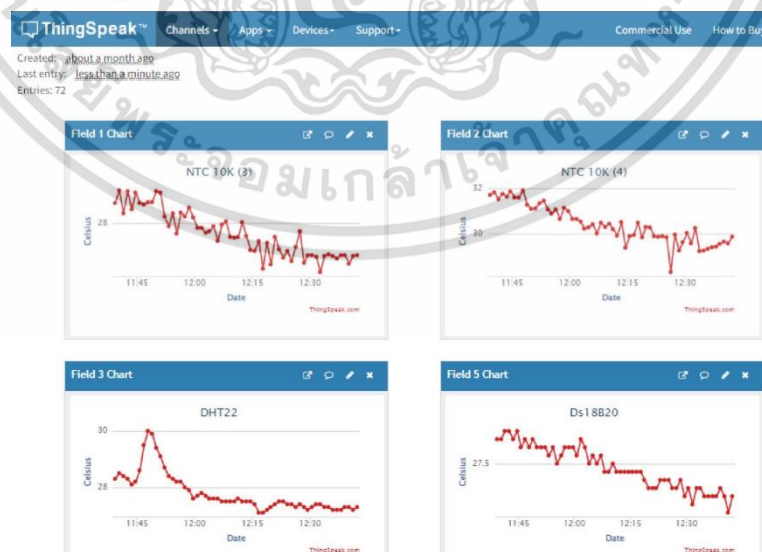 ThingSpeak™ Channels Apps Devices Support Commercial Use How to Buy
Created: about a month ago
Last entry: less than a minute ago
Entries: 72
Field 1 Chart
NTC 10K (3)
28
Celsius
11:45 12:00 12:15 12:30
Date
ThingSpeak.com
Field 2 Chart
NTC 10K (4)
32
30
Celsius
11:45 12:00 12:15 12:30
Date
ThingSpeak.com
Field 3 Chart
DHT22
30
28
Celsius
11:45 12:00 12:15 12:30
Date
ThingSpeak.com
Field 5 Chart
Ds18B20
27.5
Celsius
11:45 12:00 12:15 12:30
Date
ThingSpeak.com